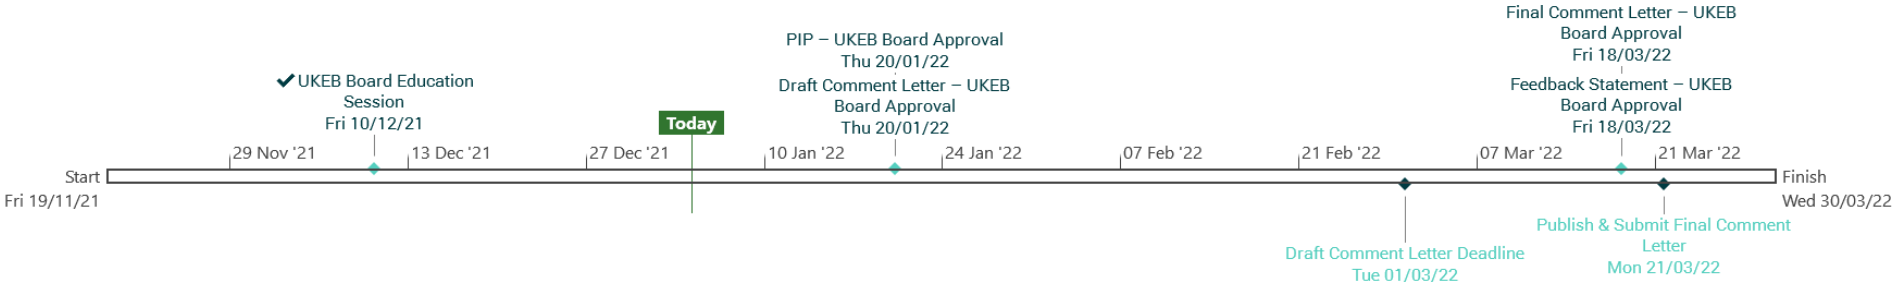 Final Comment Letter – UKEB
Board Approval
Fri 18/03/22
PIP – UKEB Board Approval
Thu 20/01/22
UKEB Board Education
Session
Fri 10/12/21
Draft Comment Letter – UKEB
Board Approval
Thu 20/01/22
Feedback Statement – UKEB
Board Approval
Fri 18/03/22
Today
29 Nov '21
13 Dec '21
27 Dec '21
10 Jan '22
24 Jan '22
07 Feb '22
21 Feb '22
07 Mar '22
21 Mar '22
Start
Fri 19/11/21
Finish
Wed 30/03/22
Draft Comment Letter Deadline
Tue 01/03/22
Publish & Submit Final Comment
Letter
Mon 21/03/22